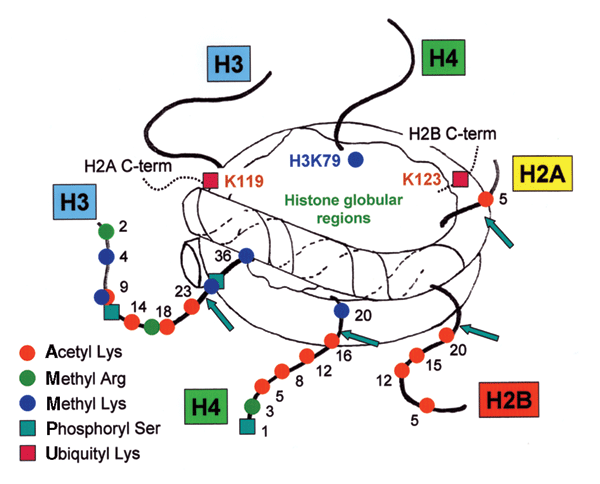 H3
H4
H2B C-term
H2A C-term
H3K79
K119
K123
H2A
5
Histone globular
regions
H3
2
4
9
14
18
23
36
20
16
12
8
5
3
1
20
15
12
5
Acetyl Lys
Methyl Arg
Methyl Lys
Phosphoryl Ser
Ubiquityl Lys
H4
H2B